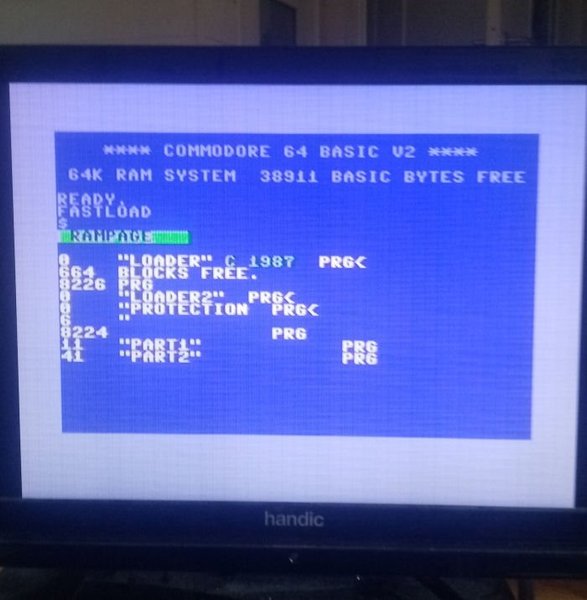 **** COMMODORE 64 BASIC V2 ****
64K RAM SYSTEM 38911 BASIC BYTES FREE
READY.
FASTLOAD
$
RAMPAGE
0 "LOADER" C 1987 PRG<
664 BLOCKS FREE.
8226 PRG
0 "LOADER2" PRG<
0 "PROTECTION PRG<
6 "
8224 PRG
11 "PART1" PRG
41 "PART2" PRG
handic